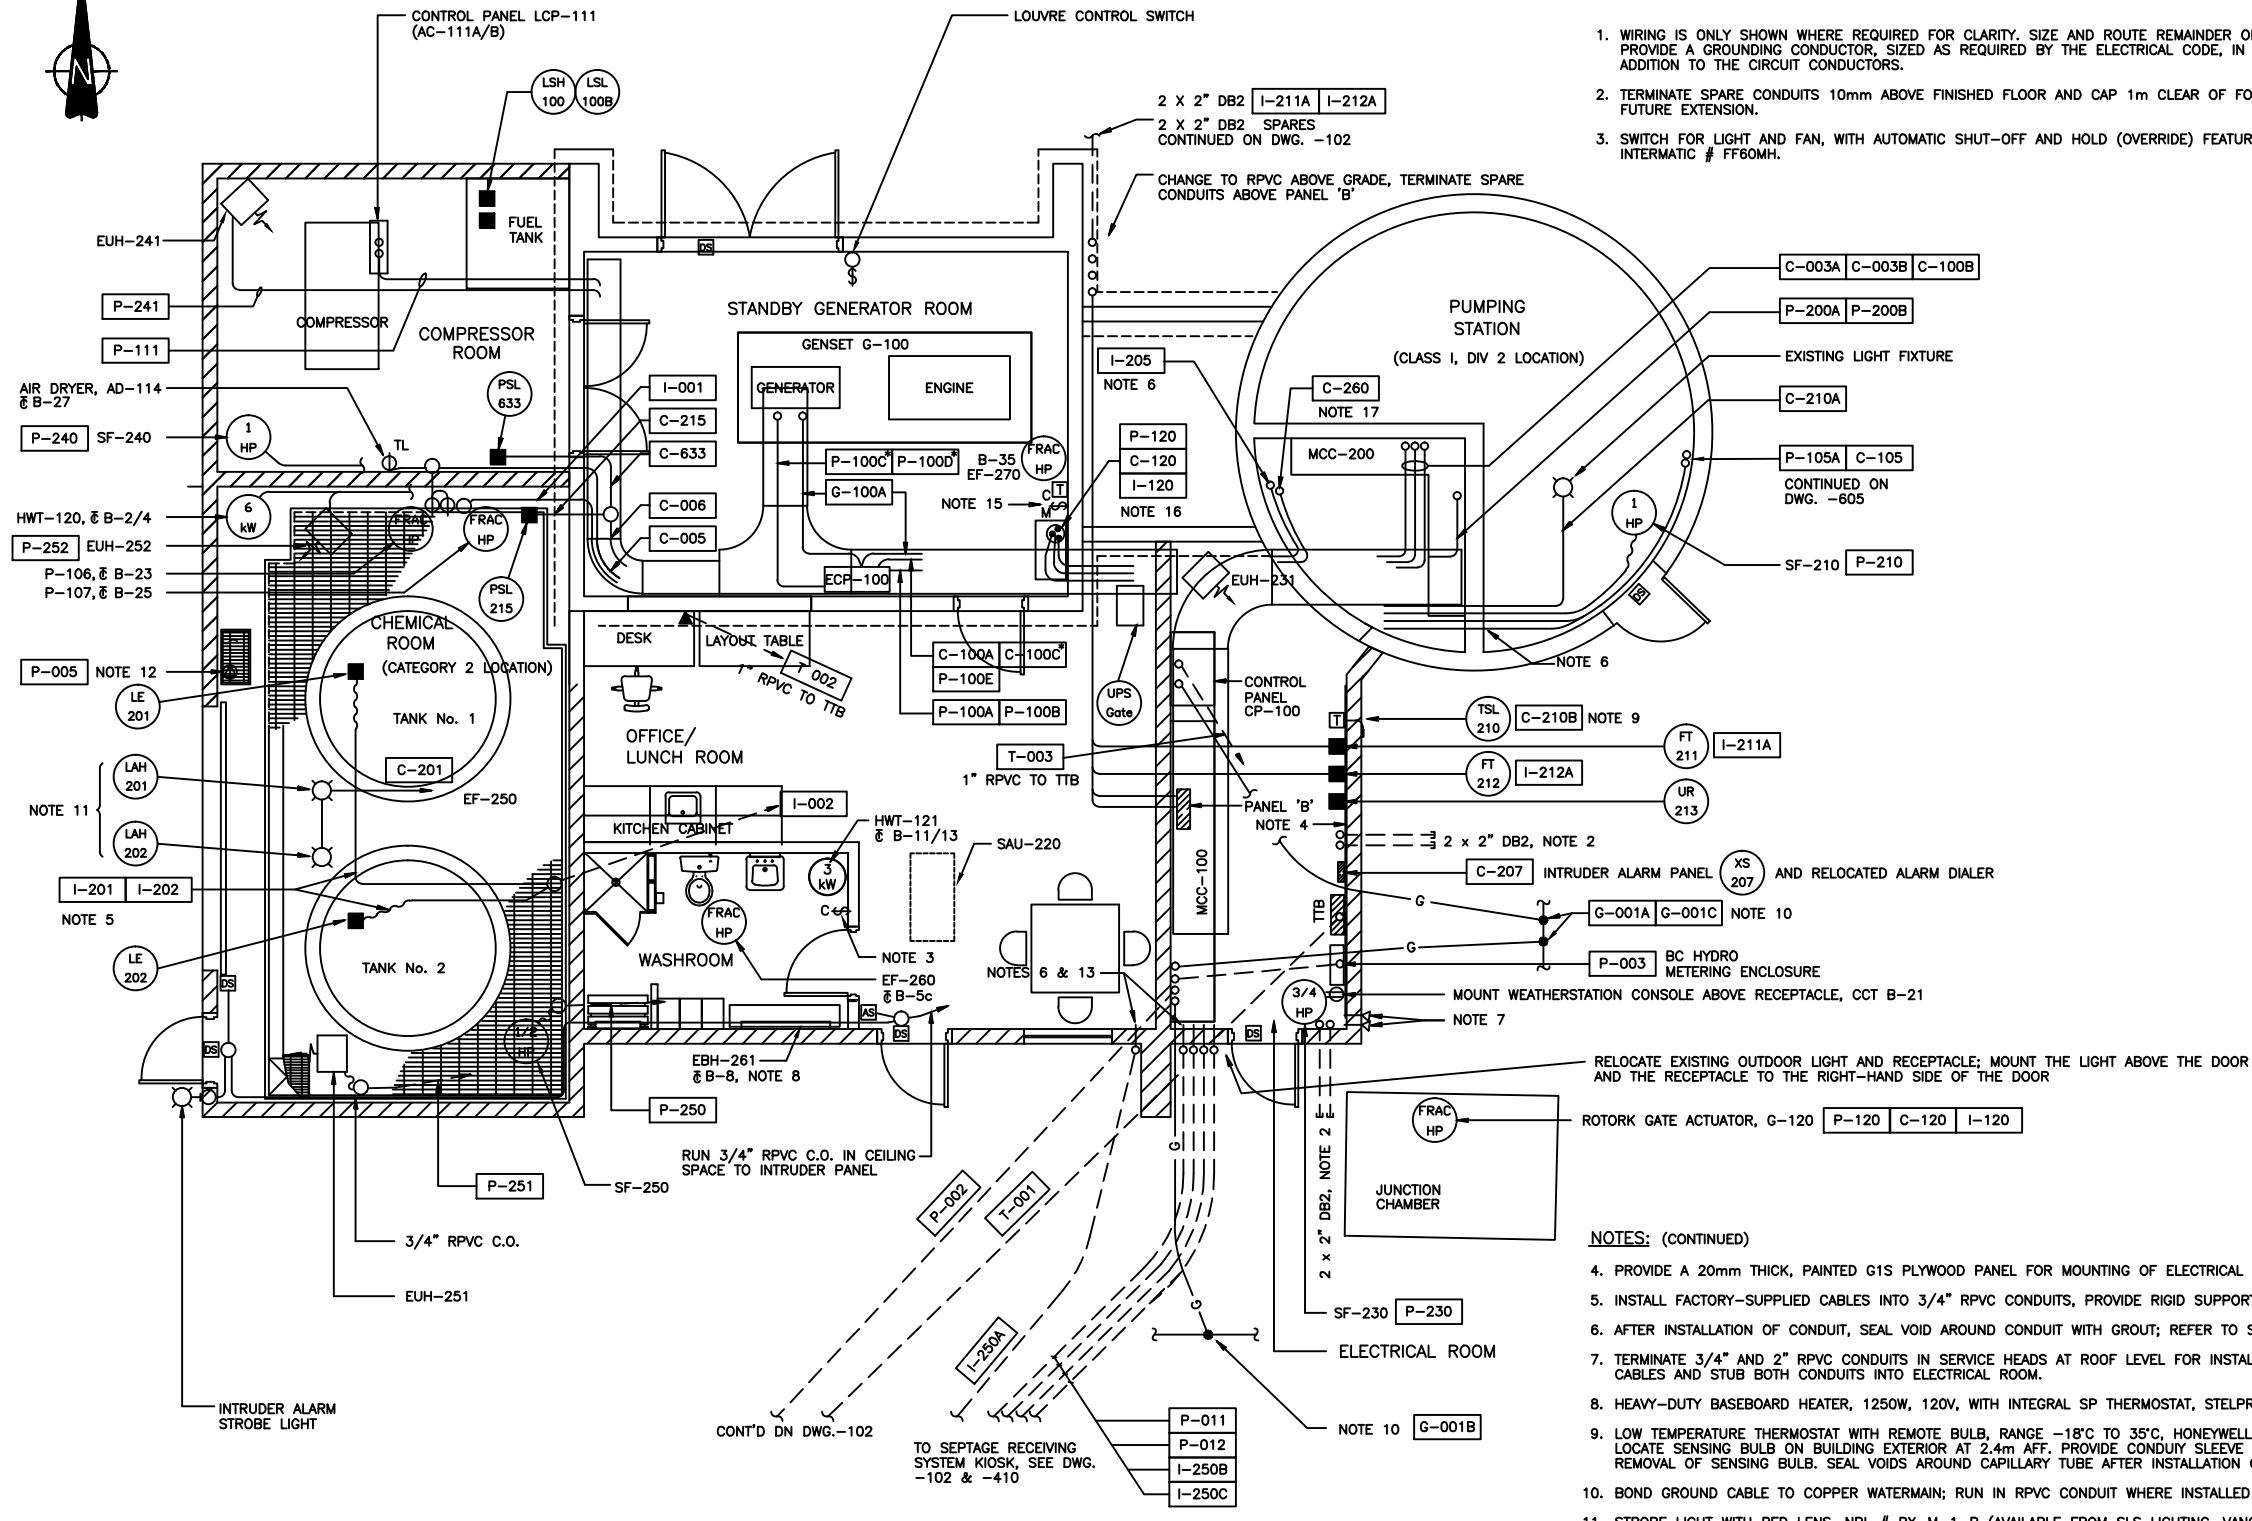 CONTROL PANEL LCP-111
(AC-111A/B)
LOUVRE CONTROL SWITCH
N
LSH
100
LSL
100B
2 X 2" DB2 I-211A I-212A
2 X 2" DB2 SPARES
CONTINUED ON DWG. -102
1. WIRING IS ONLY SHOWN WHERE REQUIRED FOR CLARITY. SIZE AND ROUTE REMAINDER
PROVIDE A GROUNDING CONDUCTOR, SIZED AS REQUIRED BY THE ELECTRICAL CODE, IN
ADDITION TO THE CIRCUIT CONDUCTORS.
2. TERMINATE SPARE CONDUITS 10mm ABOVE FINISHED FLOOR AND CAP 1m CLEAR OF
FUTURE EXTENSION.
3. SWITCH FOR LIGHT AND FAN, WITH AUTOMATIC SHUT-OFF AND HOLD (OVERRIDE) FEATUR
INTERMATIC # FF60MH.
CHANGE TO RPVC ABOVE GRADE, TERMINATE SPARE
CONDUITS ABOVE PANEL 'B'
EUH-241
FUEL
TANK
DS
$
P-241
COMPRESSOR
P-111
COMPRESSOR
ROOM
STANDBY GENERATOR ROOM
GENSET G-100
GENERATOR
ENGINE
PUMPING
STATION
(CLASS I, DIV 2 LOCATION)
C-003A C-003B C-100B
P-200A P-200B
EXISTING LIGHT FIXTURE
C-210A
I-205
NOTE 6
C-260
NOTE 17
MCC-200
P-105A C-105
CONTINUED ON
DWG. -605
1
HP
SF-210 P-210
DS
NOTE 6
AIR DRYER, AD-114
₵ B-27
P-240 SF-240
1
HP
TL
PSL
633
I-001
C-215
C-633
C-006
C-005
P-100C* P-100D*
G-100A
B-35
EF-270
FRAC
HP
NOTE 15
C
M
T
P-120
C-120
I-120
NOTE 16
ECP-100
HWT-120, ₵ B-2/4
6
kW
P-252 EUH-252
P-106, ₵ B-23
P-107, ₵ B-25
FRAC
HP
FRAC
HP
PSL
215
EUH-231
CHEMICAL
ROOM
(CATEGORY 2 LOCATION)
DESK
LAYOUT TABLE
T 002
1" RPVC TO TTB
C-100A C-100C*
P-100E
P-100A P-100B
UPS
Gate
CONTROL
PANEL
CP-100
P-005 NOTE 12
LE
201
TANK No. 1
C-201
EF-250
OFFICE/
LUNCH ROOM
T-003
1" RPVC TO TTB
T
TSL
210
C-210B NOTE 9
FT
211
I-211A
FT
212
I-212A
UR
213
NOTE 11
LAH
201
LAH
202
I-002
KITCHEN CABINET
PANEL 'B'
NOTE 4
HWT-121
₵ B-11/13
SAU-220
3
kW
C
2 x 2" DB2, NOTE 2
C-207 INTRUDER ALARM PANEL
XS
207
AND RELOCATED ALARM DIALER
I-201 I-202
NOTE 5
LE
202
TANK No. 2
FRAC
HP
WASHROOM
NOTE 3
EF-260
₵ B-5c
NOTES 6 & 13
MCC-100
TTB
G
G
G-001A G-001C NOTE 10
P-003
BC HYDRO
METERING ENCLOSURE
3/4
HP
MOUNT WEATHERSTATION CONSOLE ABOVE RECEPTACLE, CCT B-21
NOTE 7
DS
DS
1/2
HP
AS
DS
DS
EBH-261
₵ B-8, NOTE 8
P-250
RELOCATE EXISTING OUTDOOR LIGHT AND RECEPTACLE; MOUNT THE LIGHT ABOVE THE DOOR
AND THE RECEPTACLE TO THE RIGHT-HAND SIDE OF THE DOOR
FRAC
HP
ROTORK GATE ACTUATOR, G-120 P-120 C-120 I-120
JUNCTION
CHAMBER
2 x 2" DB2, NOTE 2
RUN 3/4" RPVC C.O. IN CEILING
SPACE TO INTRUDER PANEL
P-251
SF-250
P-002
T-001
G
G
3/4" RPVC C.O.
EUH-251
I-250A
SF-230 P-230
ELECTRICAL ROOM
INTRUDER ALARM
STROBE LIGHT
CONT'D DN DWG.-102
TO SEPTAGE RECEIVING
SYSTEM KIOSK, SEE DWG.
-102 & -410
P-011
P-012
I-250B
I-250C
NOTE 10 G-001B
NOTES: (CONTINUED)
4. PROVIDE A 20mm THICK, PAINTED G1S PLYWOOD PANEL FOR MOUNTING OF ELECTRICAL
5. INSTALL FACTORY-SUPPLIED CABLES INTO 3/4" RPVC CONDUITS, PROVIDE RIGID SUPPORT
6. AFTER INSTALLATION OF CONDUIT, SEAL VOID AROUND CONDUIT WITH GROUT; REFER TO
7. TERMINATE 3/4" AND 2" RPVC CONDUITS IN SERVICE HEADS AT ROOF LEVEL FOR INSTAL
CABLES AND STUB BOTH CONDUITS INTO ELECTRICAL ROOM.
8. HEAVY-DUTY BASEBOARD HEATER, 1250W, 120V, WITH INTEGRAL SP THERMOSTAT, STELPR
9. LOW TEMPERATURE THERMOSTAT WITH REMOTE BULB, RANGE -18°C TO 35°C, HONEYWELL
LOCATE SENSING BULB ON BUILDING EXTERIOR AT 2.4m AFF. PROVIDE CONDUIY SLEEVE
REMOVAL OF SENSING BULB. SEAL VOIDS AROUND CAPILLARY TUBE AFTER INSTALLATION
10. BOND GROUND CABLE TO COPPER WATERMAIN; RUN IN RPVC CONDUIT WHERE INSTALLED